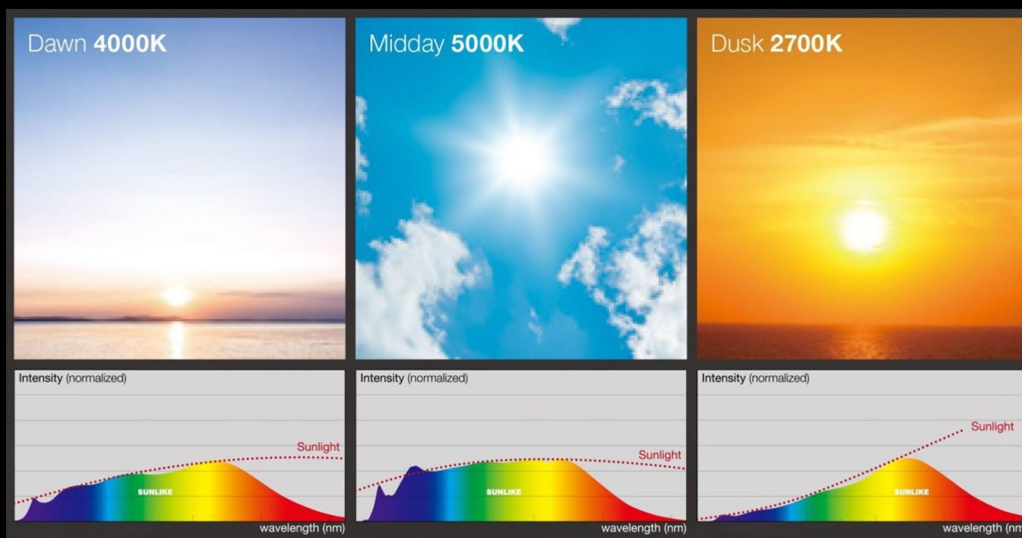 Dawn 4000K
Midday 5000K
Dusk 2700K
Intensity (normalized)
Sunlight
SUNLIKE
wavelength (nm)
Intensity (normalized)
Sunlight
SUNLIKE
wavelength (nm)
Intensity (normalized)
Sunlight
SUNLIKE
wavelength (nm